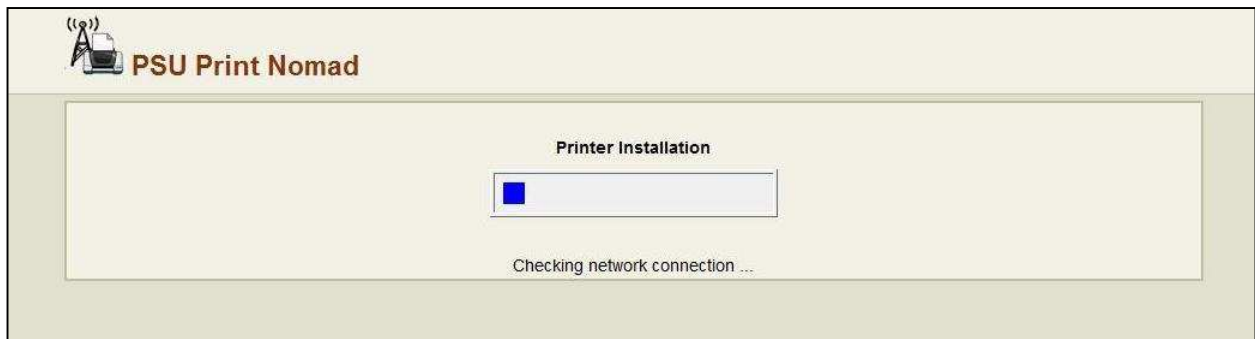 PSU Print Nomad
Printer Installation
Checking network connection ...